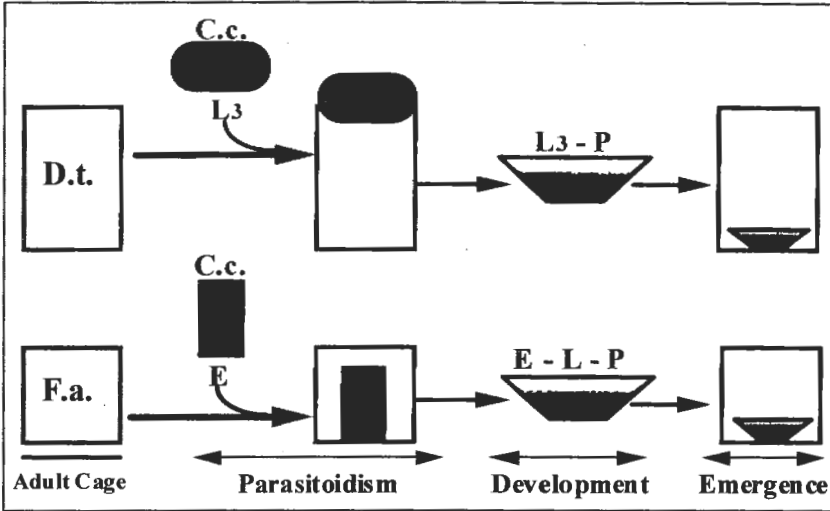 C.c.
L3
D.t.
L3 - P
C.c.
E
F.a.
E - L - P
Adult Cage
Parasitoidism
Development
Emergence